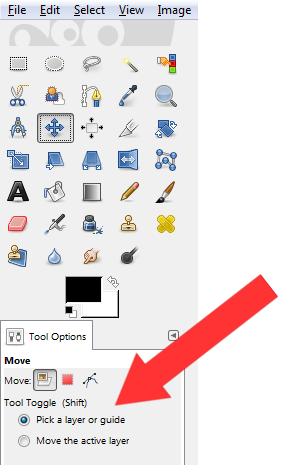 File Edit Select View Image
Tool Options
Move
Move:
Tool Toggle (Shift)
Pick a layer or guide
Move the active layer